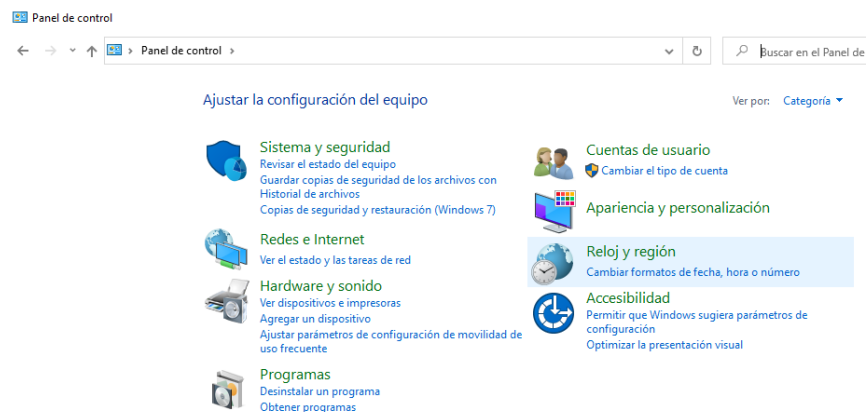 Panel de control
Panel de control
Buscar en el Panel de
Ajustar la configuración del equipo
Ver por: Categoría
Sistema y seguridad
Revisar el estado del equipo
Guardar copias de seguridad de los archivos con
Historial de archivos
Copias de seguridad y restauración (Windows 7)
Redes e Internet
Ver el estado y las tareas de red
Hardware y sonido
Ver dispositivos e impresoras
Agregar un dispositivo
Ajustar parámetros de configuración de movilidad de
uso frecuente
Programas
Desinstalar un programa
Obtener programas
Cuentas de usuario
Cambiar el tipo de cuenta
Apariencia y personalización
Reloj y región
Cambiar formatos de fecha, hora o número
Accesibilidad
Permitir que Windows sugiera parámetros de
configuración
Optimizar la presentación visual